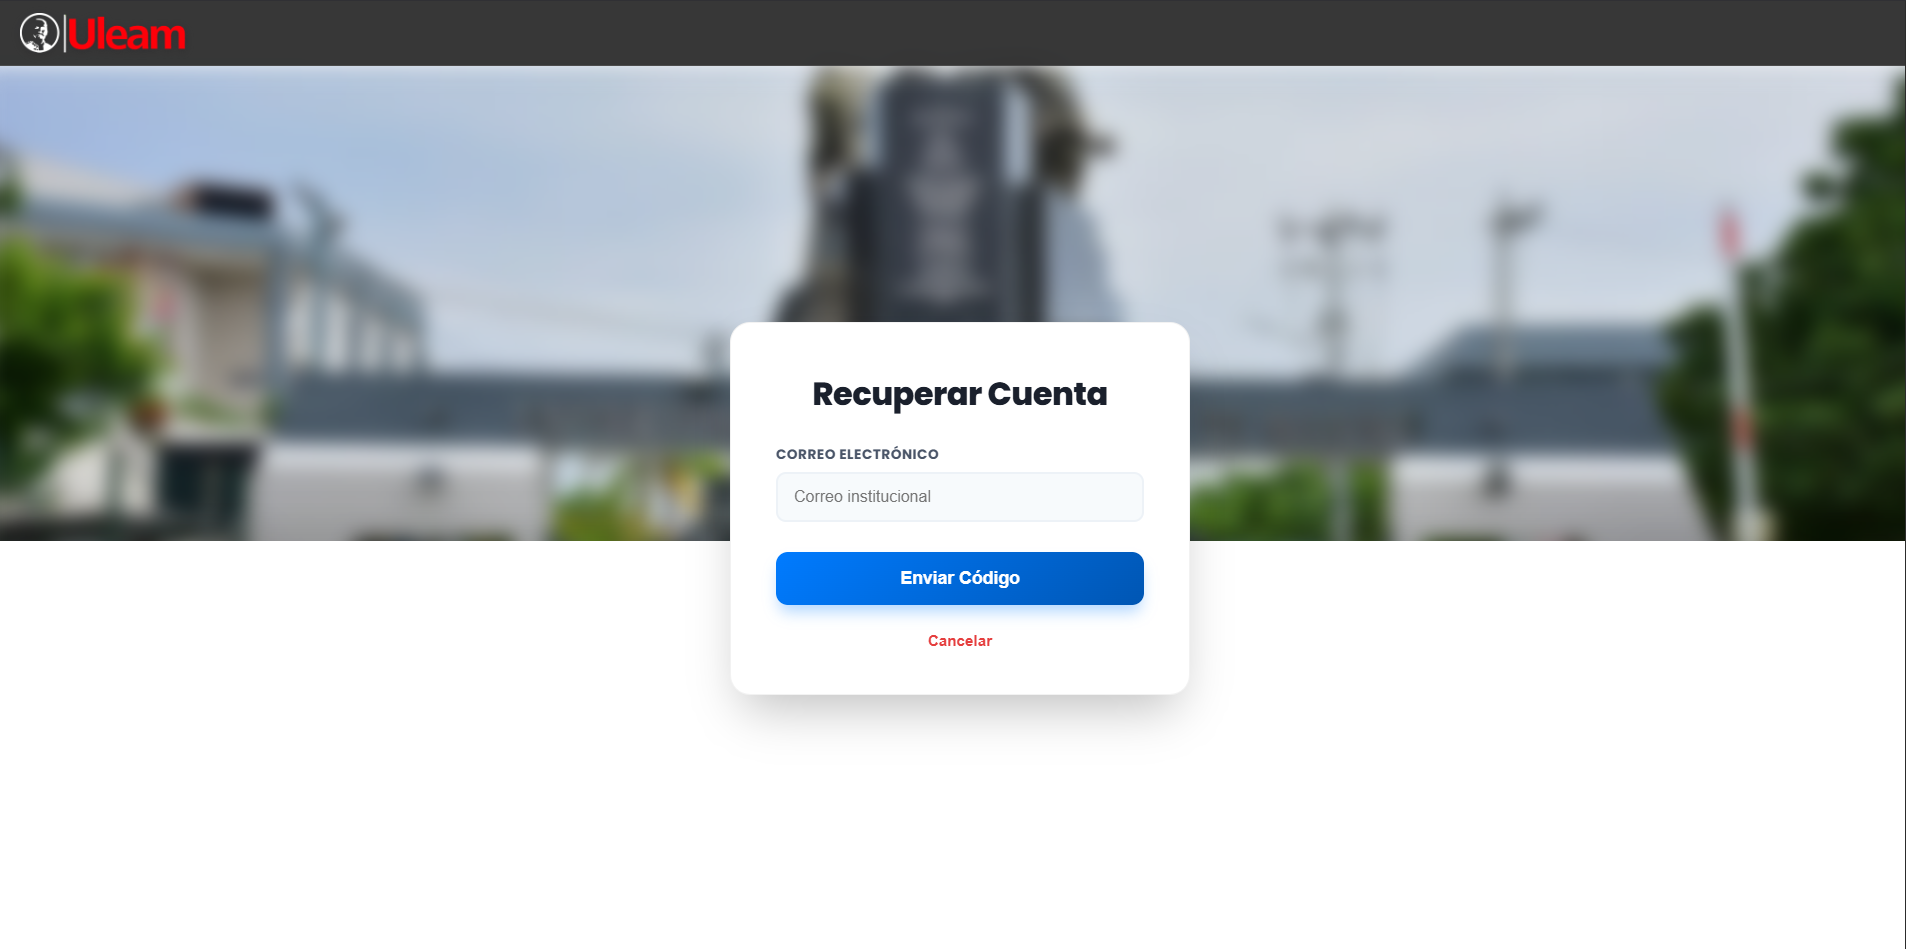 Uleam
Recuperar Cuenta
CORREO ELECTRÓNICO
Correo institucional
Enviar Código
Cancelar